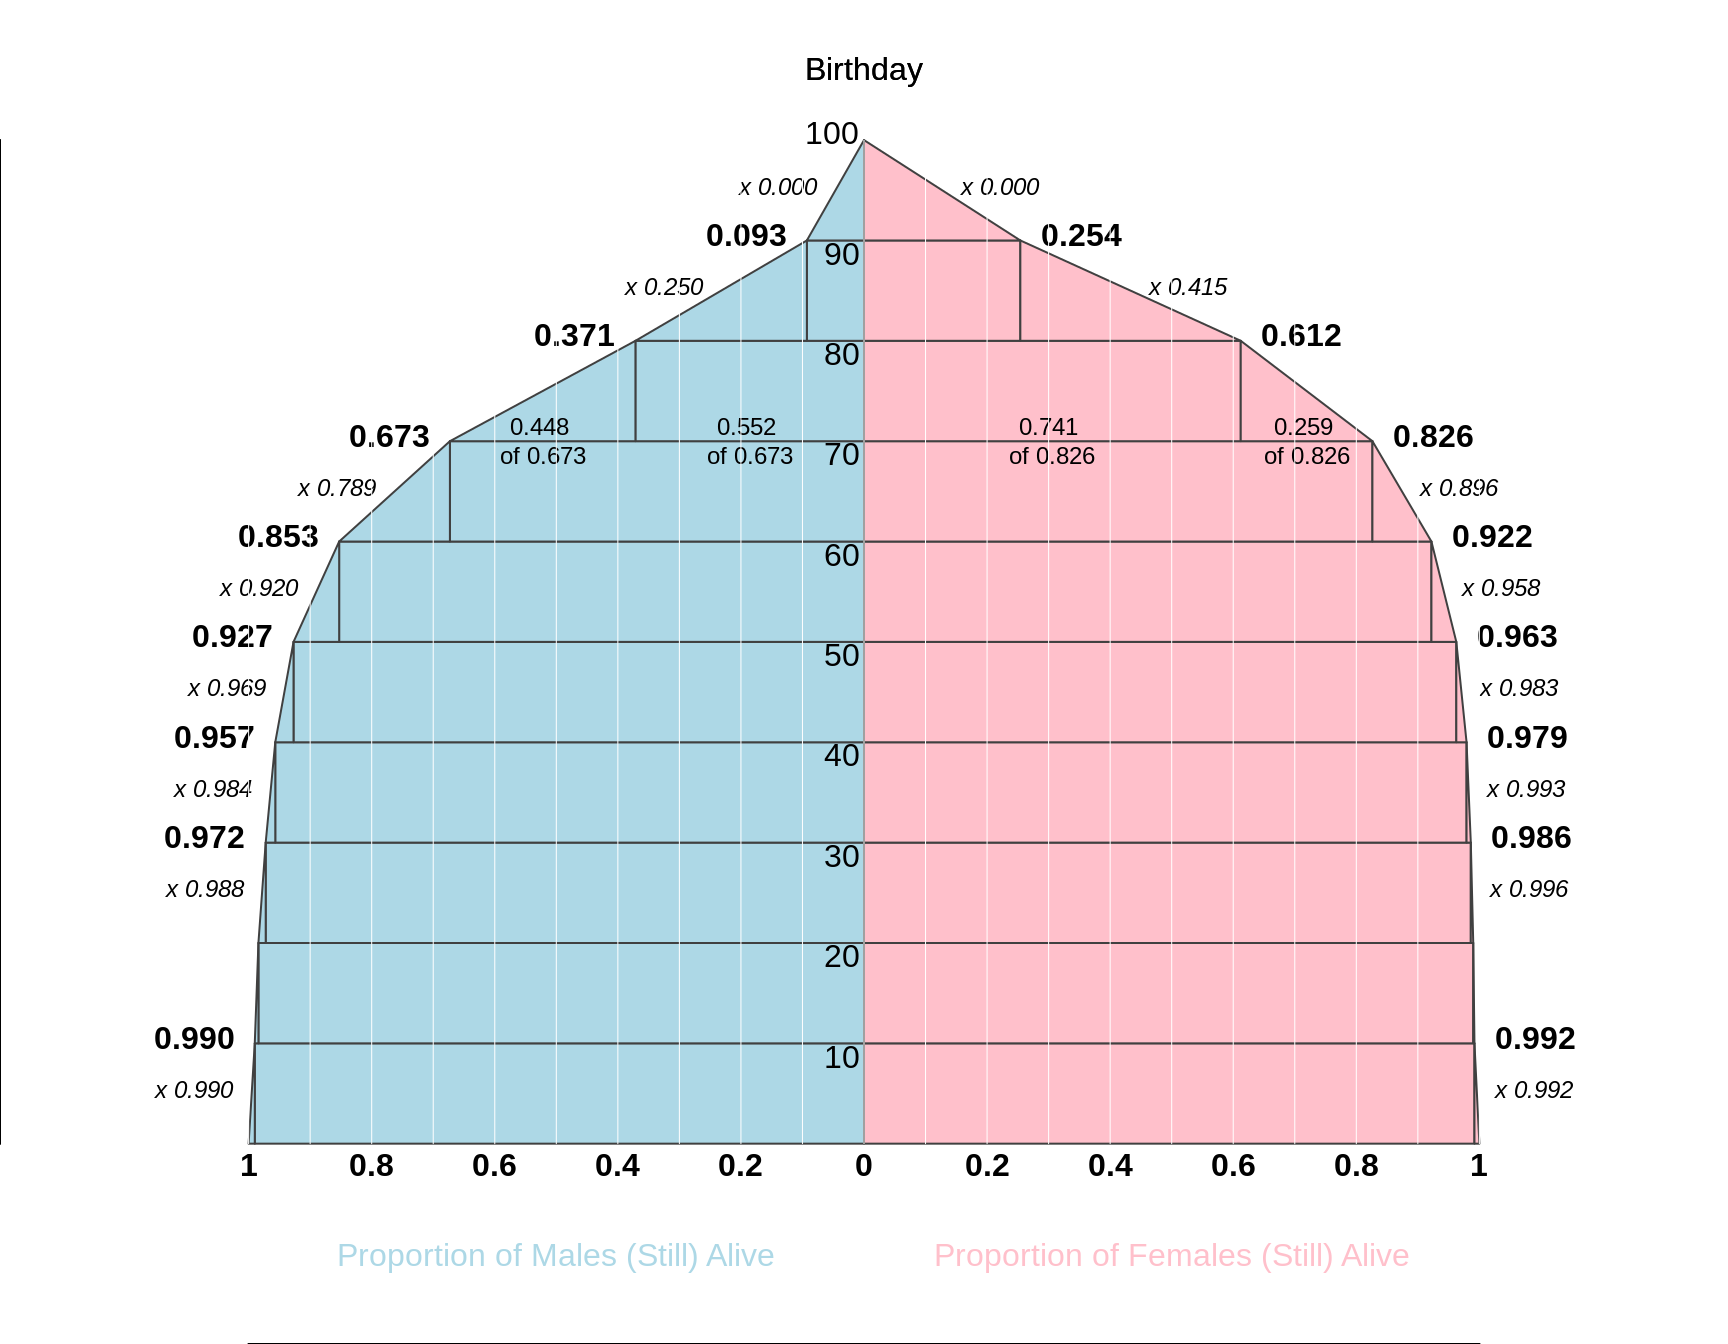 Birthday
100
x 0.000 x 0.000
0.093 0.254
90
x 0.250 x 0.415
0.371 0.612
80
0.448 0.552 0.741 0.259
0.673 70 0.826
of 0.673 of 0.673 of 0.826 of 0.826
x 0.789 x 0.896
0.853 0.922
60
x 0.920 x 0.958
0.927 0.963
50
x 0.969 x 0.983
0.957 0.979
40
x 0.984 x 0.993
0.972 0.986
30
x 0.988 x 0.996
20
0.990 0.992
10
x 0.990 x 0.992
1 0.8 0.6 0.4 0.2 0 0.2 0.4 0.6 0.8 1
Proportion of Males (Still) Alive Proportion of Females (Still) Alive